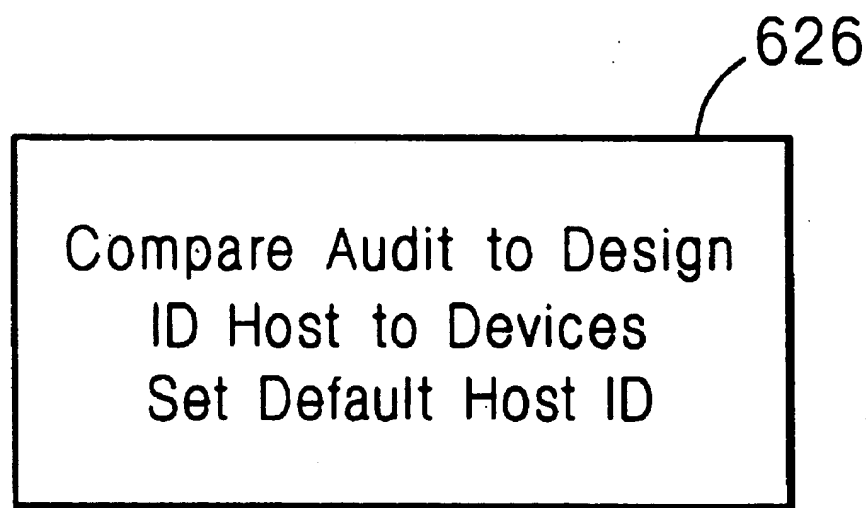 626
Compare Audit to Design
ID Host to Devices
Set Default Host ID